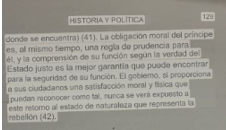 HISTORIA Y POLÍTICA
129
donde se encuentra) (41). La obligación moral del príncipe
es, al mismo tiempo, una regla de prudencia para
él, y la comprensión de su función según la verdad del
Estado justo es la mejor garantía que puede encontrar
para la seguridad de su función. El gobierno, si proporciona
a sus ciudadanos una satisfacción moral y física que
puedan reconocer como tal, nunca se verá expuesto a
este retorno al estado de naturaleza que representa la
rebelión (42).